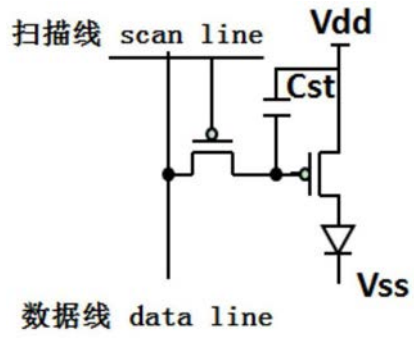 扫描线 scan line
Vdd
Cst
Vss
数据线 data line